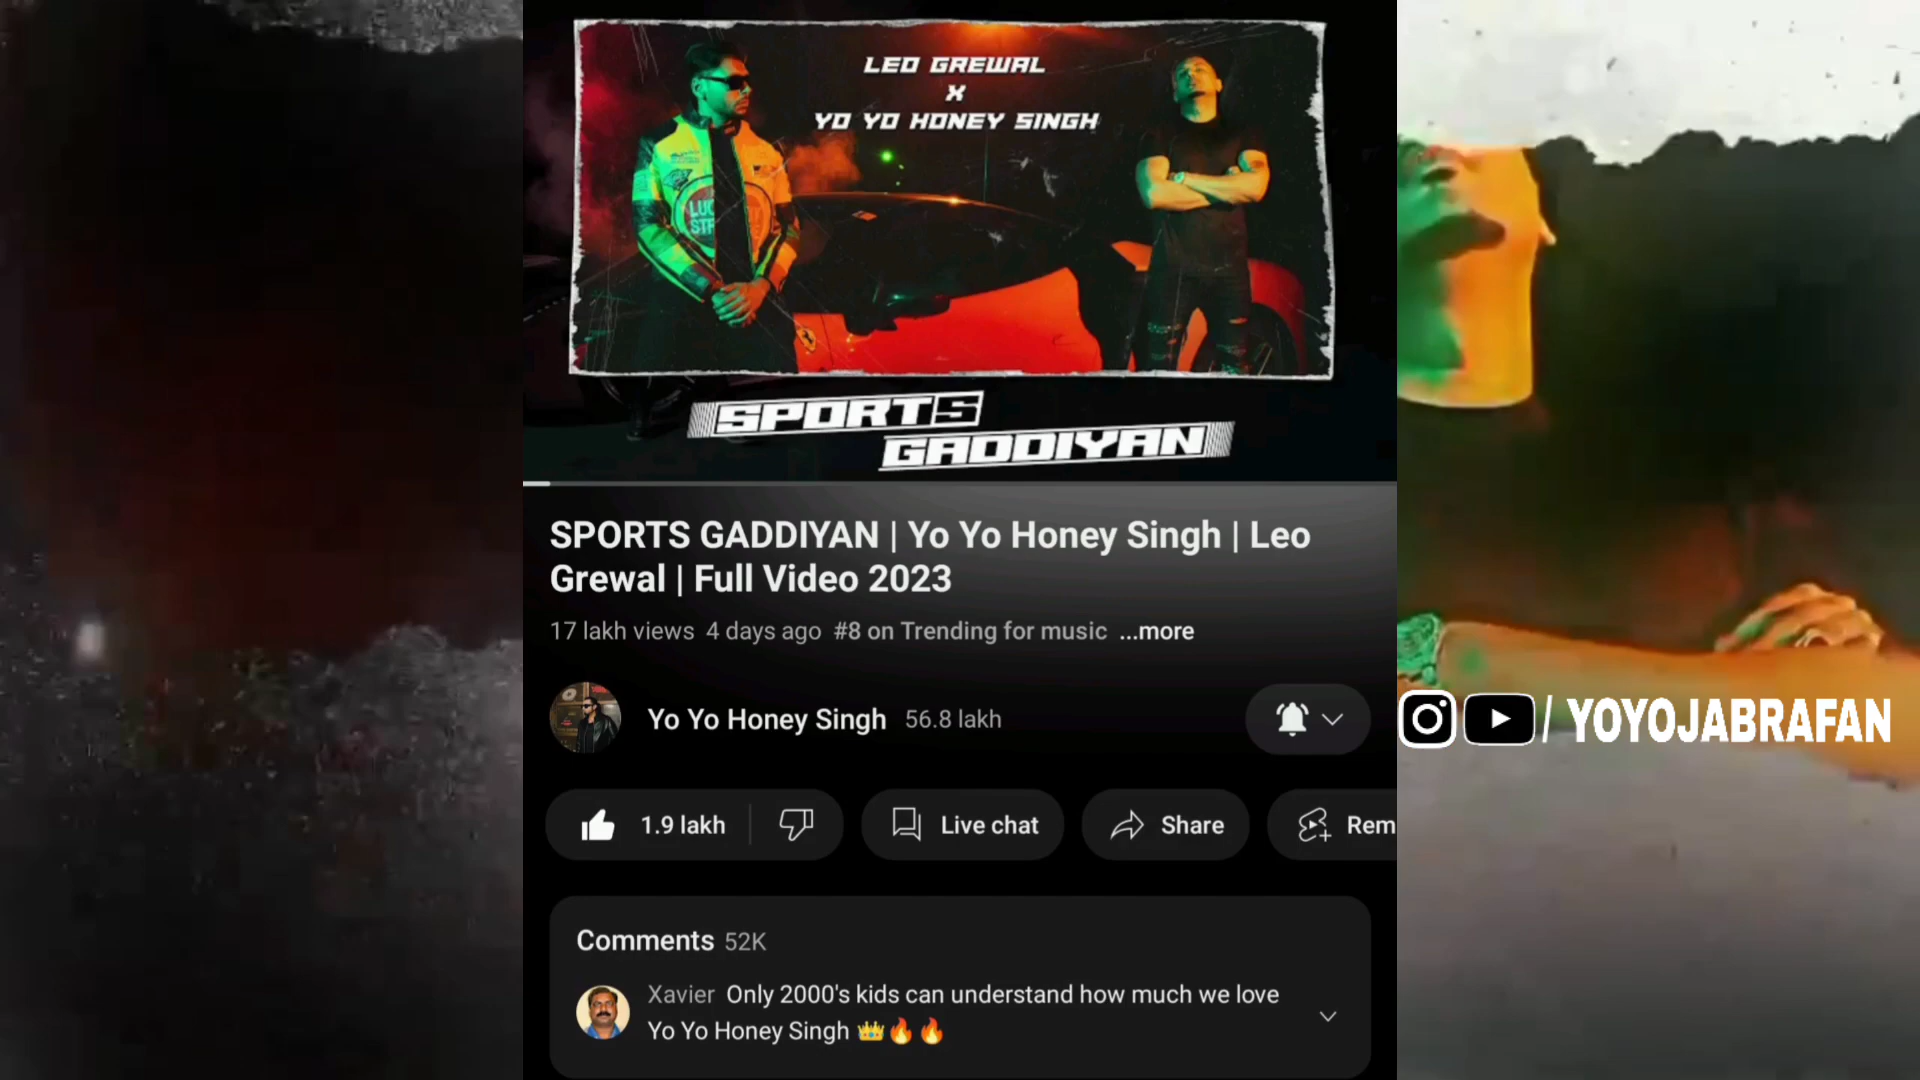 LEO GREWAL
X
YO YO HONEY SINGH
SPORTS
GADDIYAN
SPORTS GADDIYAN | Yo Yo Honey Singh | Leo
Grewal | Full Video 2023
17 lakh views 4 days ago #8 on Trending for music ...more
Yo Yo Honey Singh 56.8 lakh
/ YOYOJABRAFAN
1.9 lakh Live chat Share Rem
Comments 52K
Xavier Only 2000's kids can understand how much we love
Yo Yo Honey Singh 👑🔥🔥